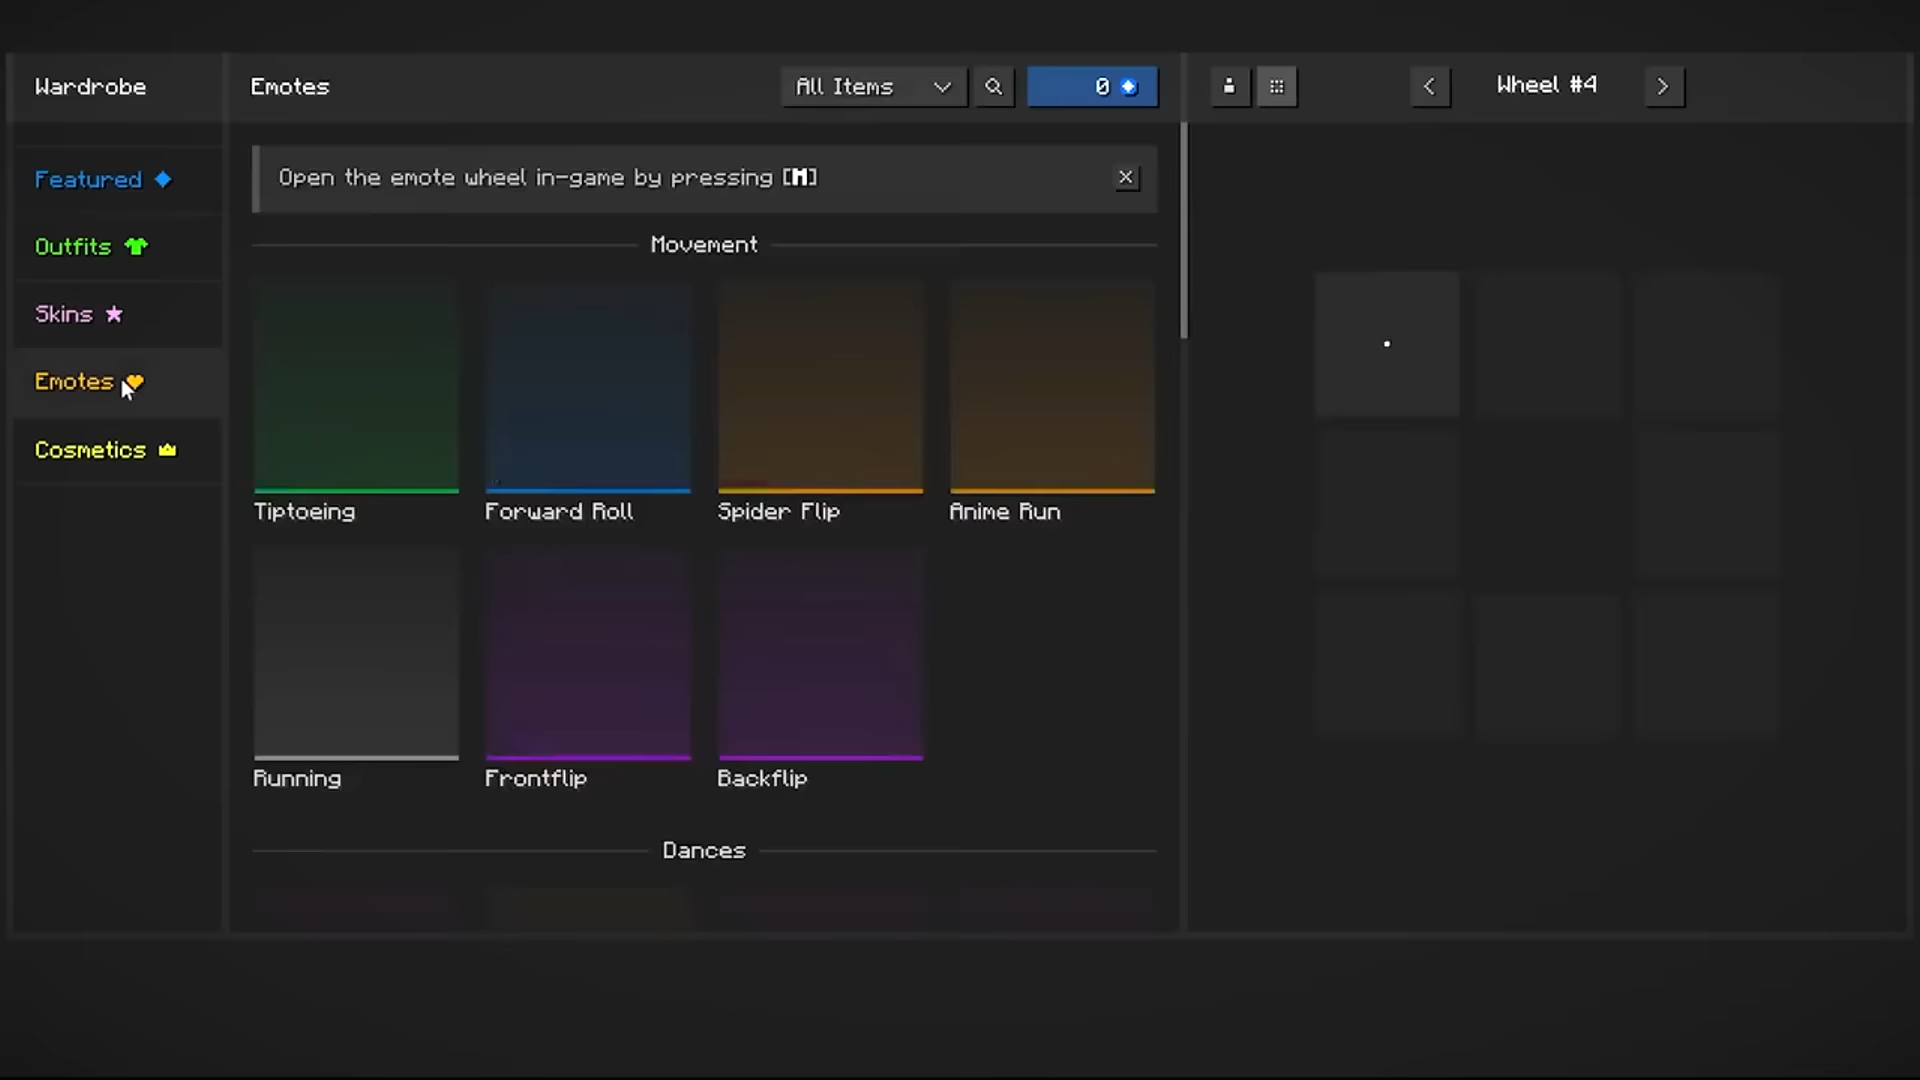 Wardrobe
Featured
Outfits
Skins
Emotes
Cosmetics
Emotes
All Items
0
Open the emote wheel in-game by pressing [M]
Movement
Tiptoeing
Forward Roll
Spider Flip
Anime Run
Running
Frontflip
Backflip
Dances
Wheel #4